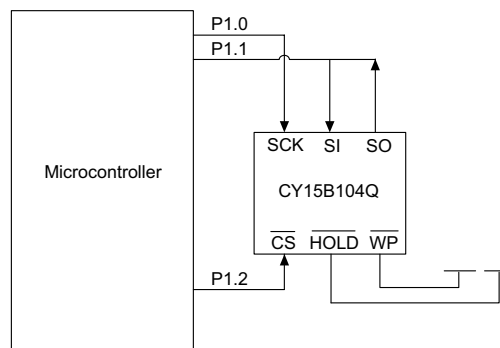 P1.0
P1.1
SCK SI SO
Microcontroller
CY15B104Q
CS HOLD WP
P1.2